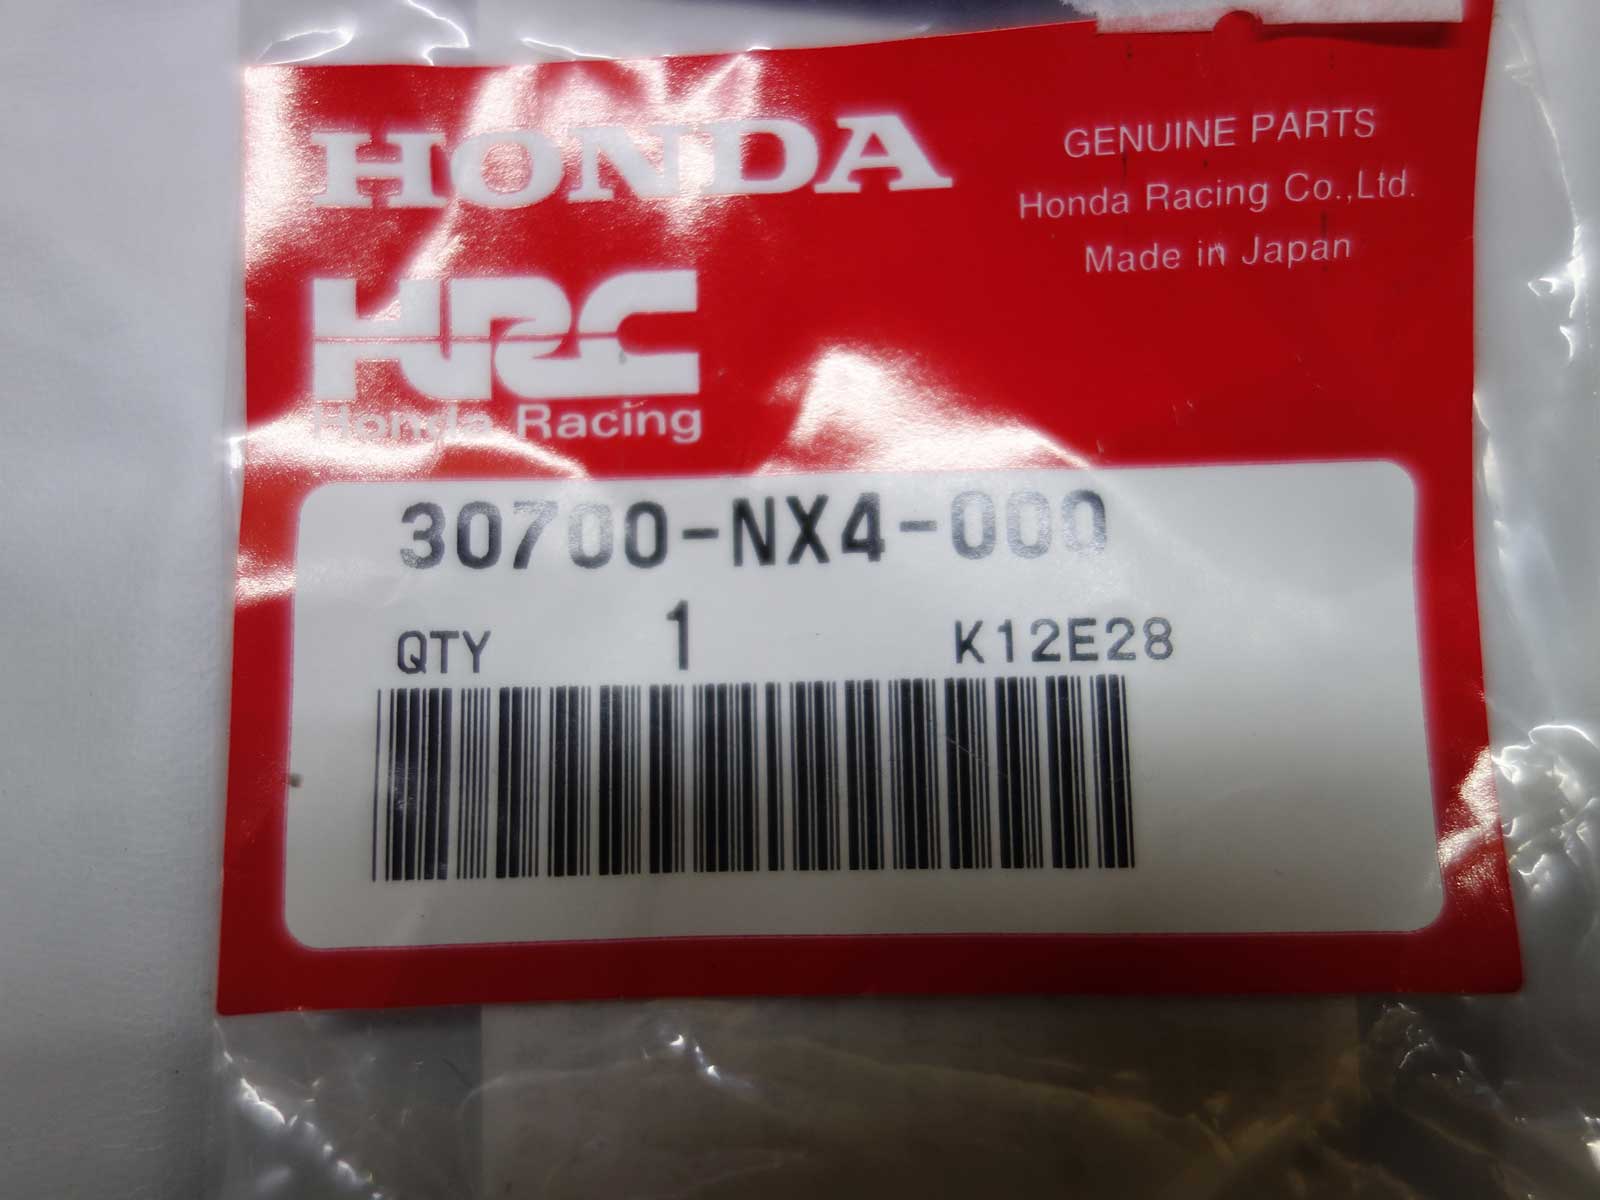 HONDA
GENUINE PARTS
Honda Racing Co.,Ltd.
Made in Japan
HRC
Honda Racing
30700-NX4-000
QTY 1 K12E28